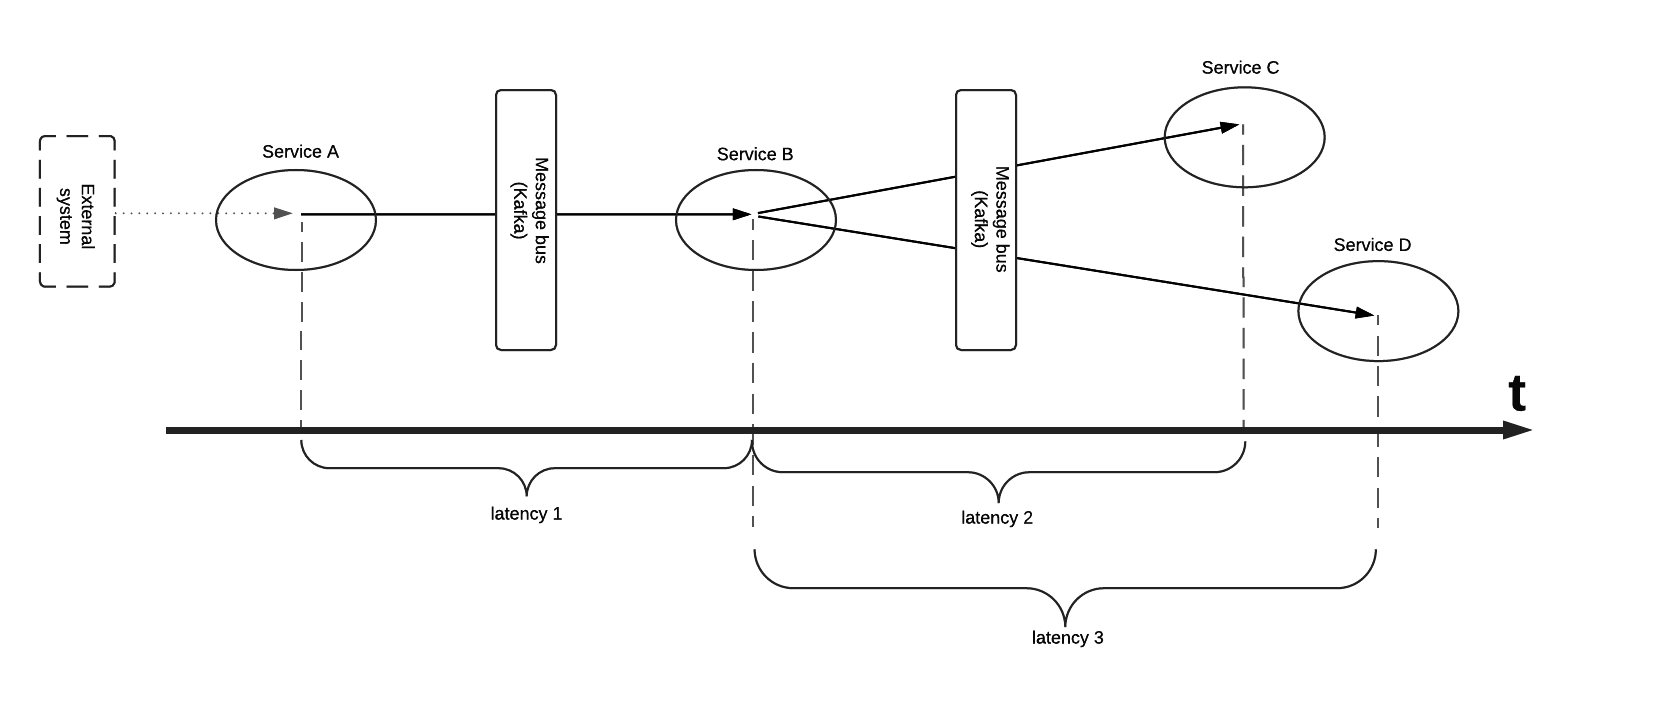 Service C
Service A
Service B
External
system
Message bus
(Kafka)
Message bus
(Kafka)
Service D
t
latency 1
latency 2
latency 3